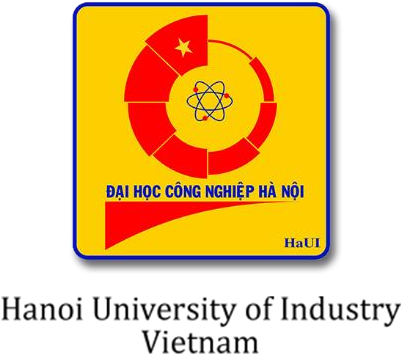 ĐẠI HỌC CÔNG NGHIỆP HÀ NỘI
HaUI
Hanoi University of Industry
Vietnam